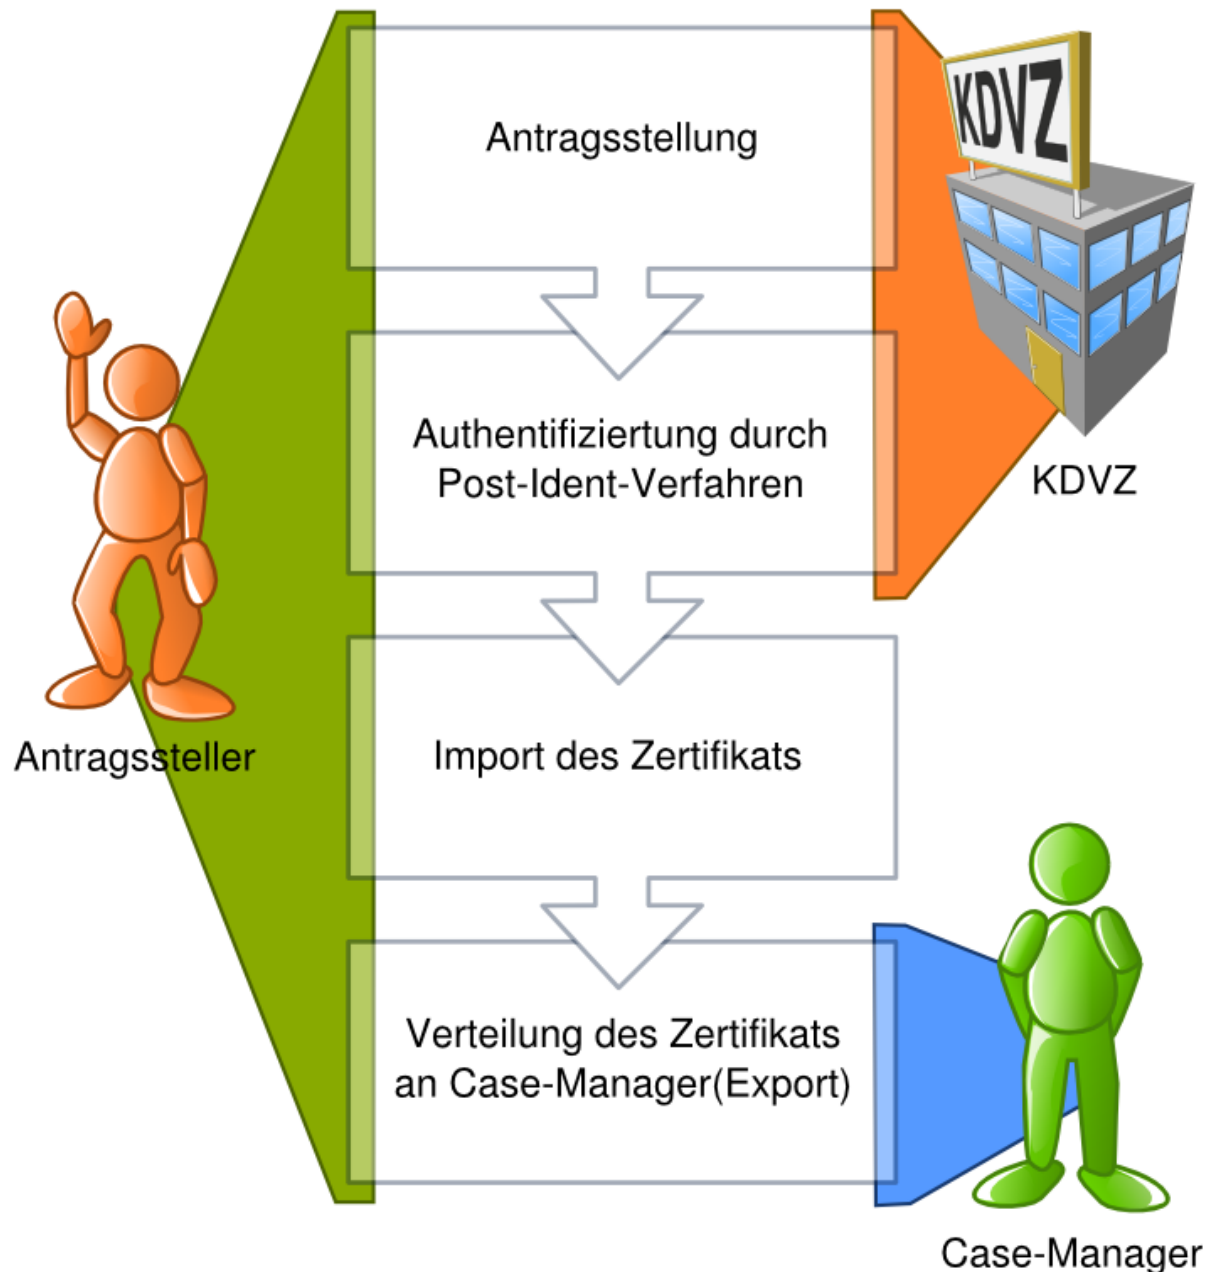 Antragsstellung
KDVZ
Authentifiziertung durch
Post-Ident-Verfahren
KDVZ
Antragssteller
Import des Zertifikats
Verteilung des Zertifikats
an Case-Manager(Export)
Case-Manager